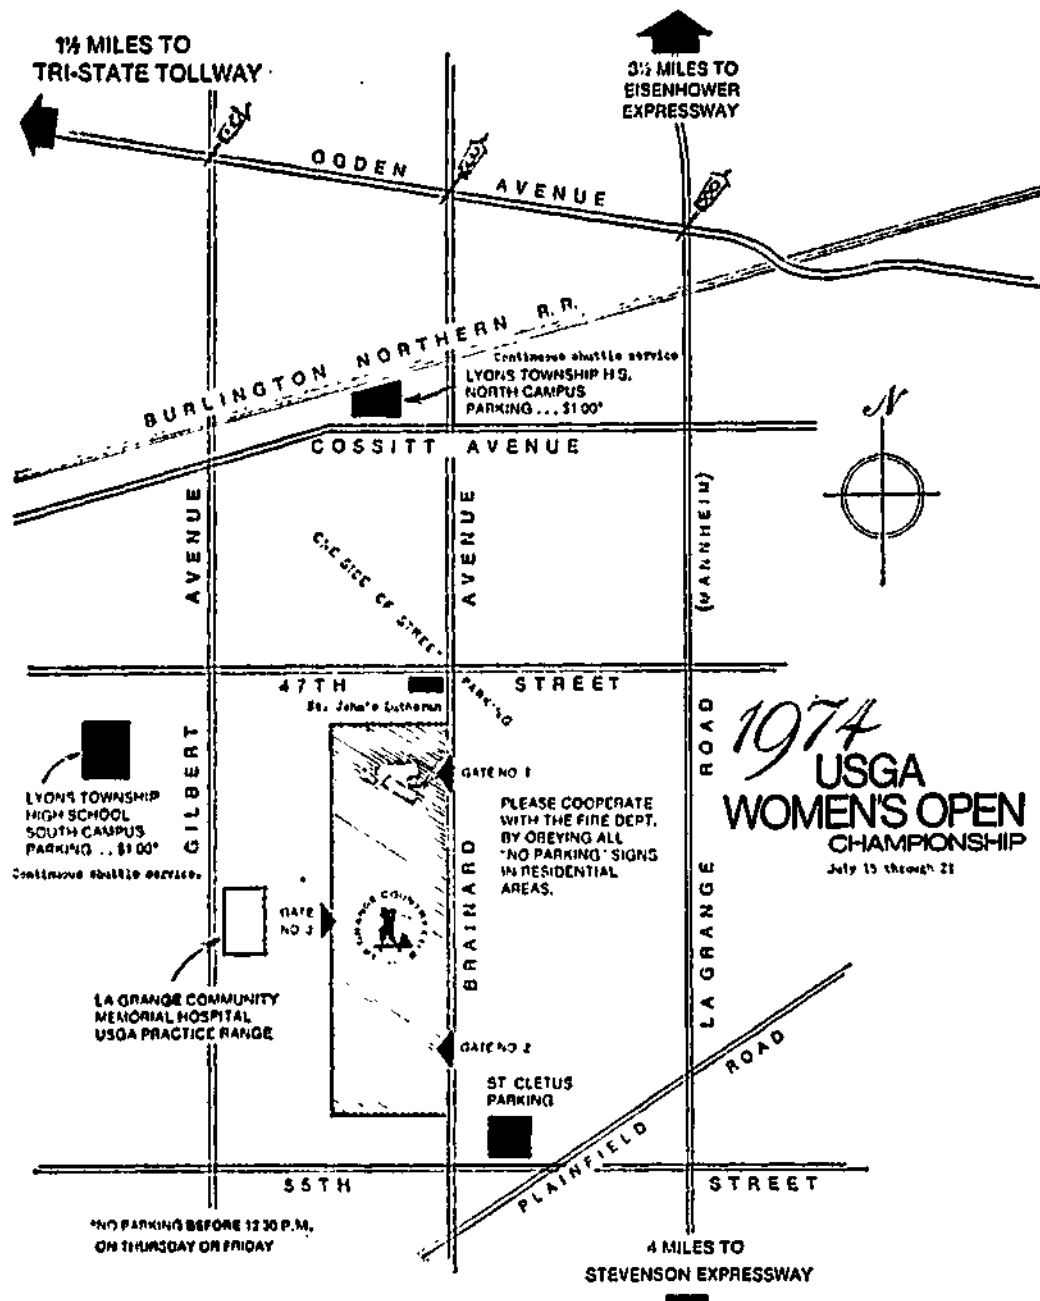 1½ MILES TO
TRI-STATE TOLLWAY
3½ MILES TO
EISENHOWER
EXPRESSWAY
OGDEN AVENUE
BURLINGTON NORTHERN R.R.
Continuous shuttle service
LYONS TOWNSHIP H.S.
NORTH CAMPUS
PARKING ... $1.00*
COSSITT AVENUE
N
ONE SIDE OF STREET
PARKING
47TH STREET
St. John's Lutheran
GILBERT AVENUE
BRAINARD AVENUE
LA GRANGE ROAD (MANNHEIM)
1974
USGA
WOMEN'S OPEN
CHAMPIONSHIP
July 15 through 21
GATE NO 1
LYONS TOWNSHIP
HIGH SCHOOL
SOUTH CAMPUS
PARKING ... $1.00*
Continuous shuttle service.
PLEASE COOPERATE
WITH THE FIRE DEPT.
BY OBEYING ALL
"NO PARKING" SIGNS
IN RESIDENTIAL
AREAS.
GATE
NO 3
LA GRANGE COMMUNITY
MEMORIAL HOSPITAL
USGA PRACTICE RANGE
GATE NO 2
ST CLETUS
PARKING
PLAINFIELD ROAD
55TH STREET
*NO PARKING BEFORE 12 30 P.M.
ON THURSDAY OR FRIDAY
4 MILES TO
STEVENSON EXPRESSWAY